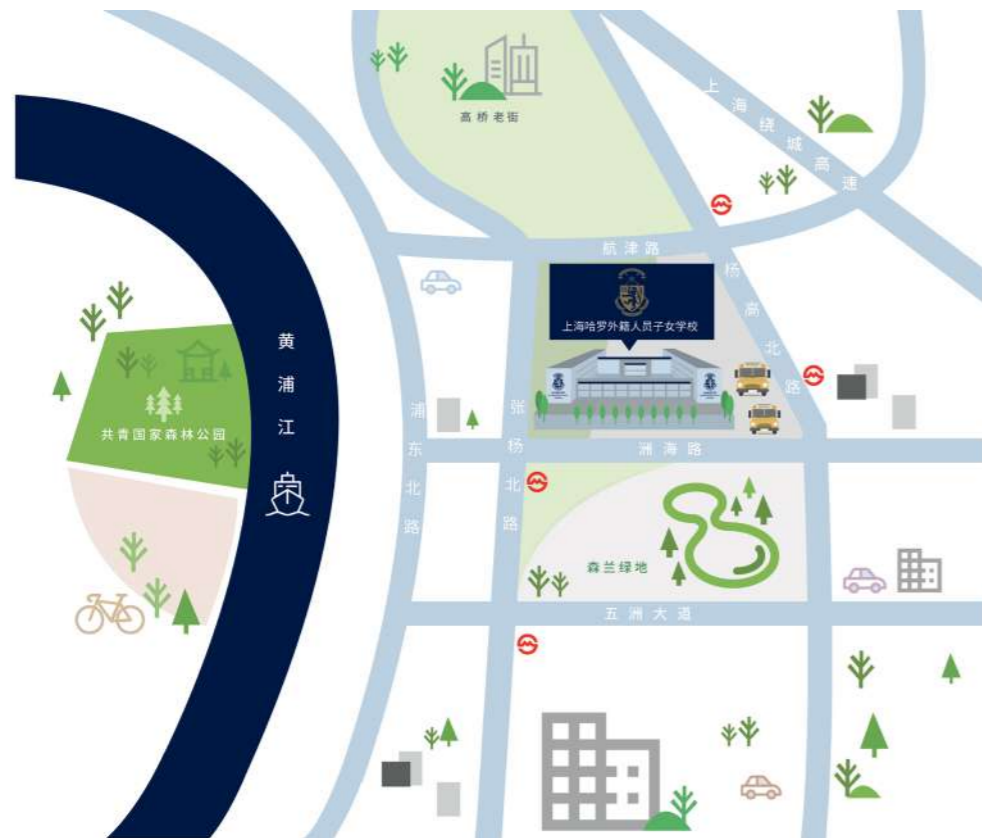 高桥老街
上海绕城高速
航津路
杨高北路
上海哈罗外籍人员子女学校
黄浦江
共青国家森林公园
浦东北路
张杨北路
洲海路
森兰绿地
五洲大道